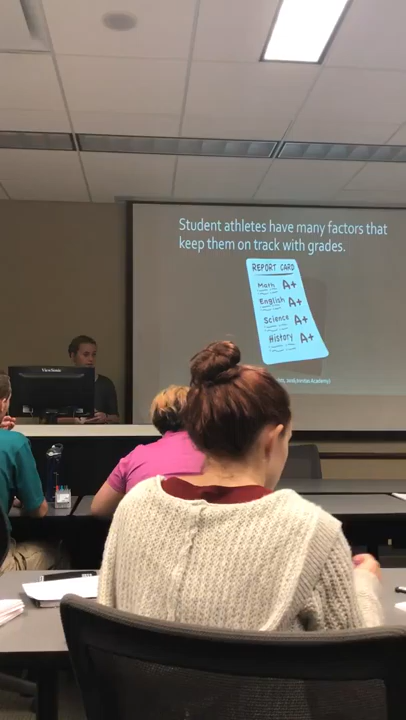 Student athletes have many factors that
keep them on track with grades.
REPORT CARD
Math A+
English A+
Science A+
History A+
Academy)
ViewSonic